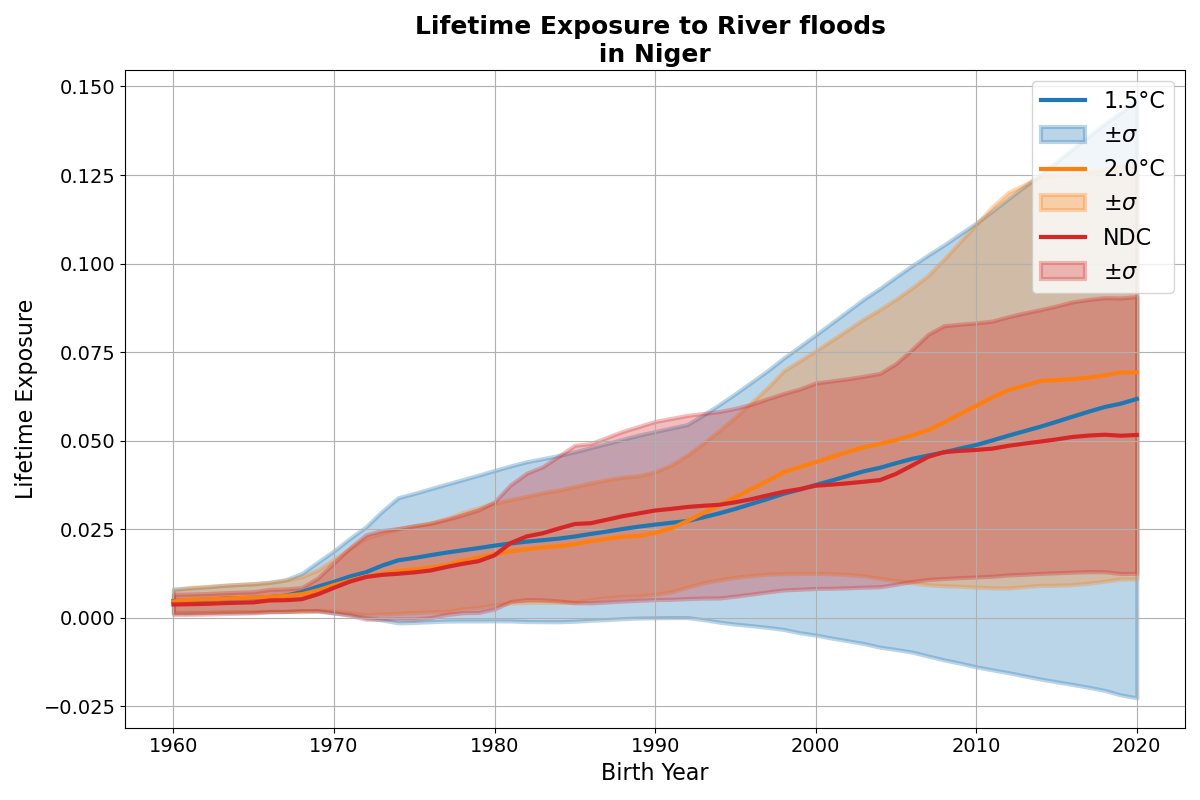 Lifetime Exposure to River floods
in Niger
1.5°C
±σ
2.0°C
±σ
NDC
±σ
Lifetime Exposure
0.150
0.125
0.100
0.075
0.050
0.025
0.000
−0.025
1960
1970
1980
1990
2000
2010
2020
Birth Year